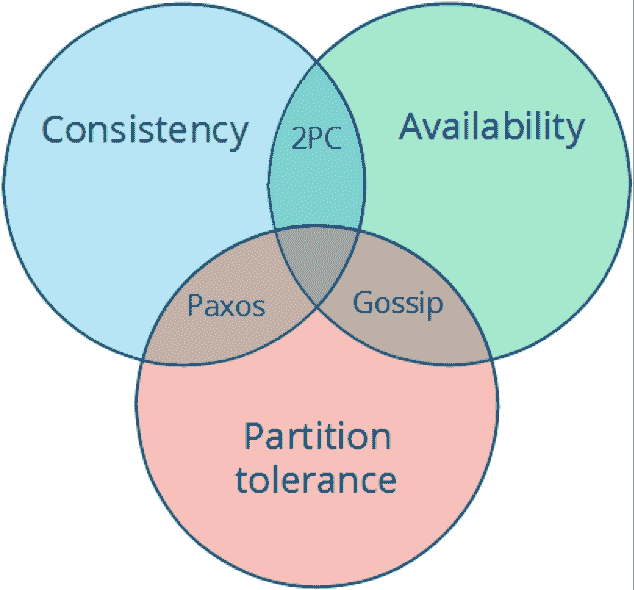 Consistency
2PC
Availability
Paxos
Gossip
Partition
tolerance